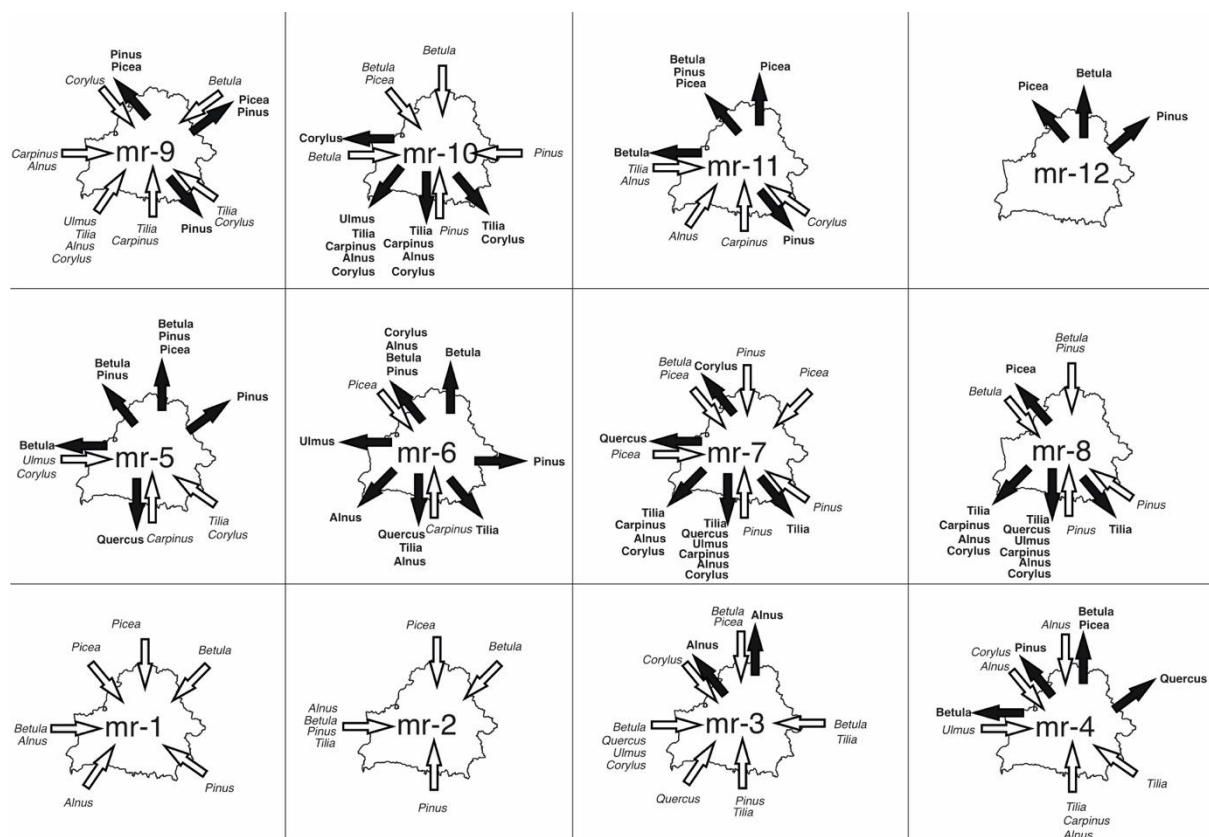 Pinus
Picea
Corylus
Betula
Picea
Pinus
Carpinus
Alnus
mr-9
Ulmus
Tilia
Alnus
Corylus
Tilia
Carpinus
Pinus
Tilia
Corylus
Betula
Betula
Picea
Corylus
Betula
mr-10
Pinus
Ulmus
Tilia
Carpinus
Alnus
Corylus
Tilia
Carpinus
Alnus
Corylus
Pinus
Tilia
Corylus
Betula
Pinus
Picea
Picea
Betula
Tilia
Alnus
mr-11
Alnus
Carpinus
Pinus
Corylus
Picea
Betula
Pinus
mr-12
Betula
Pinus
Picea
Betula
Pinus
Pinus
Betula
Ulmus
Corylus
mr-5
Quercus
Carpinus
Tilia
Corylus
Corylus
Alnus
Betula
Pinus
Picea
Betula
Ulmus
mr-6
Pinus
Alnus
Quercus
Tilia
Alnus
Carpinus
Tilia
Betula
Picea
Corylus
Pinus
Picea
Quercus
Picea
mr-7
Tilia
Carpinus
Alnus
Corylus
Tilia
Quercus
Ulmus
Carpinus
Alnus
Corylus
Pinus
Tilia
Pinus
Betula
Pinus
Picea
Betula
mr-8
Tilia
Carpinus
Alnus
Corylus
Tilia
Quercus
Ulmus
Carpinus
Alnus
Corylus
Pinus
Tilia
Pinus
Picea
Picea
Betula
Betula
Alnus
mr-1
Alnus
Pinus
Picea
Betula
Alnus
Betula
Pinus
Tilia
mr-2
Pinus
Betula
Picea
Alnus
Alnus
Corylus
Betula
Quercus
Ulmus
Corylus
mr-3
Betula
Tilia
Quercus
Pinus
Tilia
Alnus
Betula
Picea
Corylus
Alnus
Pinus
Quercus
Betula
Ulmus
mr-4
Tilia
Tilia
Carpinus
Alnus